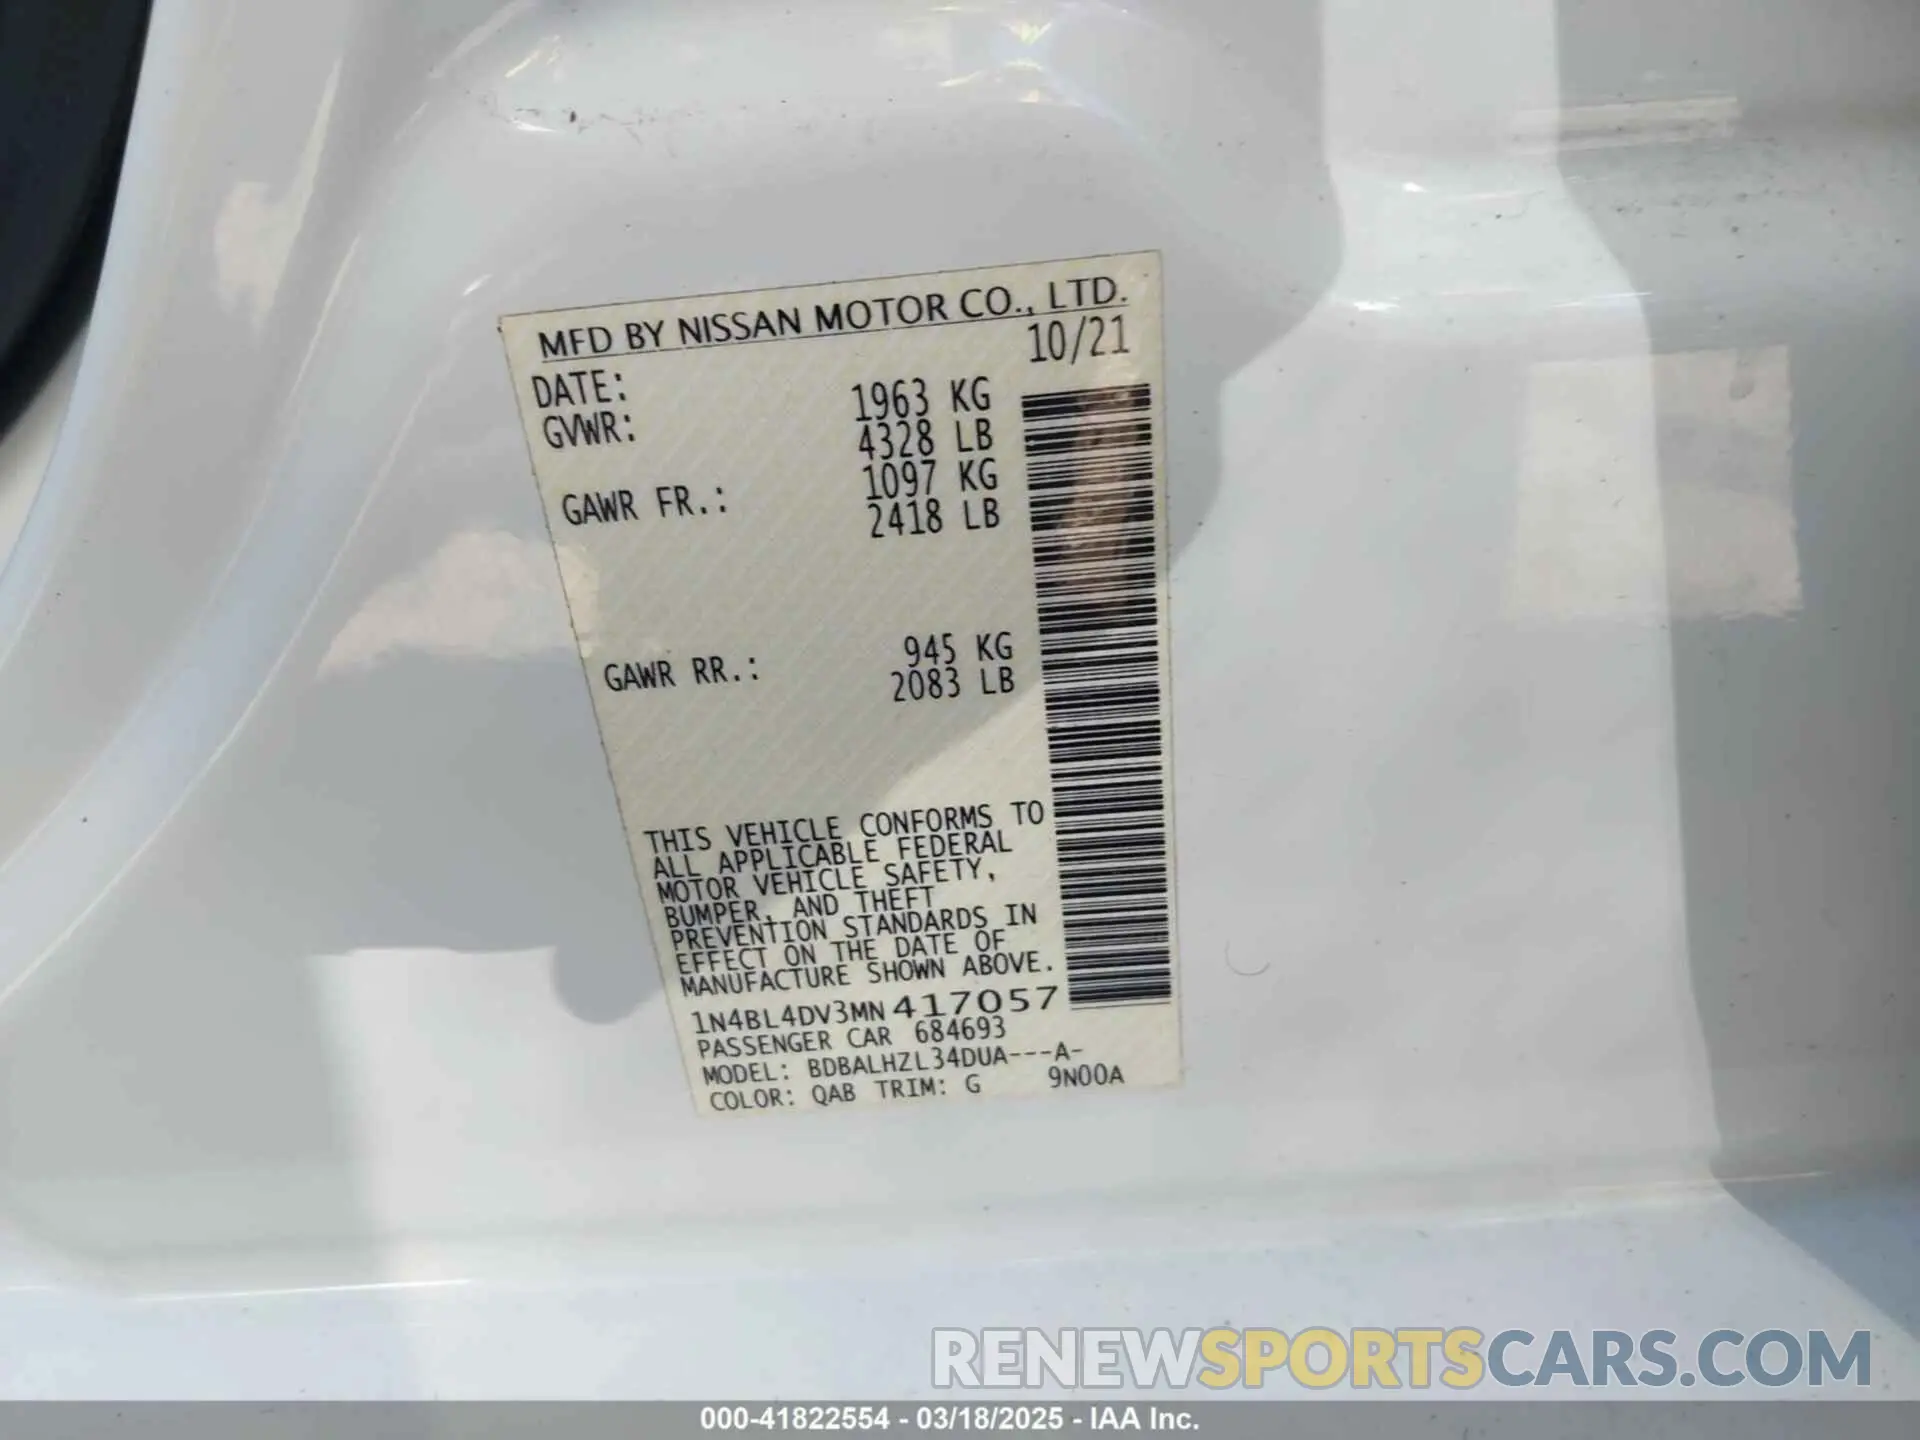 MFD BY NISSAN MOTOR CO., LTD.
DATE: 10/21
GVWR: 1963 KG
4328 LB
GAWR FR.: 1097 KG
2418 LB
GAWR RR.: 945 KG
2083 LB
THIS VEHICLE CONFORMS TO
ALL APPLICABLE FEDERAL
MOTOR VEHICLE SAFETY,
BUMPER, AND THEFT
PREVENTION STANDARDS IN
EFFECT ON THE DATE OF
MANUFACTURE SHOWN ABOVE.
1N4BL4DV3MN417057
PASSENGER CAR 684693
MODEL: BDBALHZL34DUA---A-
COLOR: QAB TRIM: G 9N00A
RENEWSPORTSCARS.COM
000-41822554 - 03/18/2025 - IAA Inc.